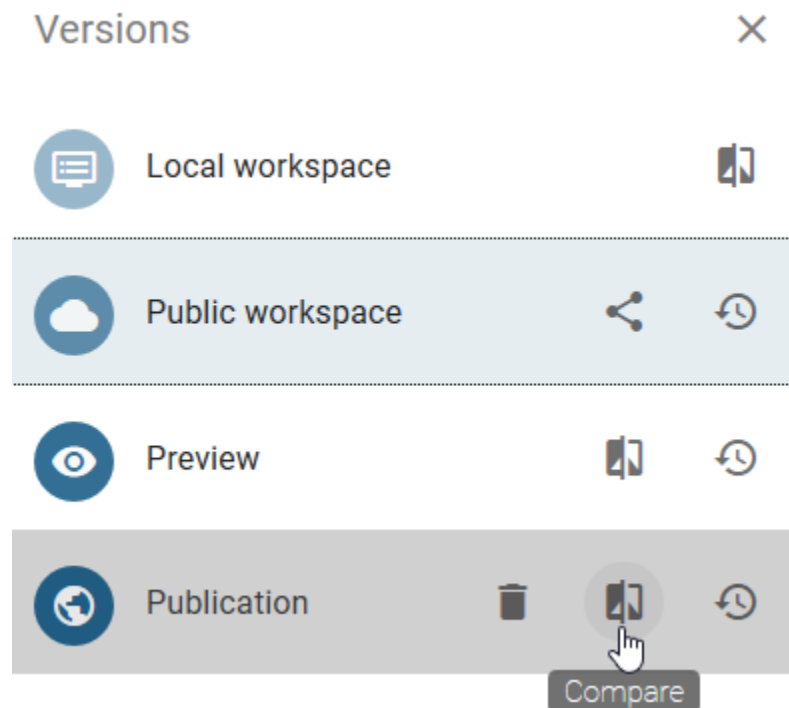 Versions
Local workspace
Public workspace
Preview
Publication
Compare